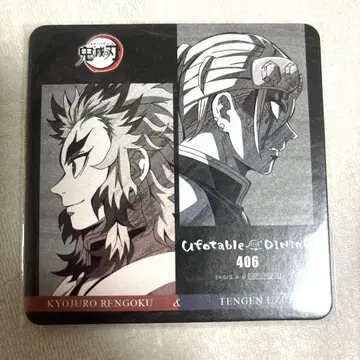 鬼滅の刃
ufotable DINING
406
KYOJURO RENGOKU & TENGEN UZUI